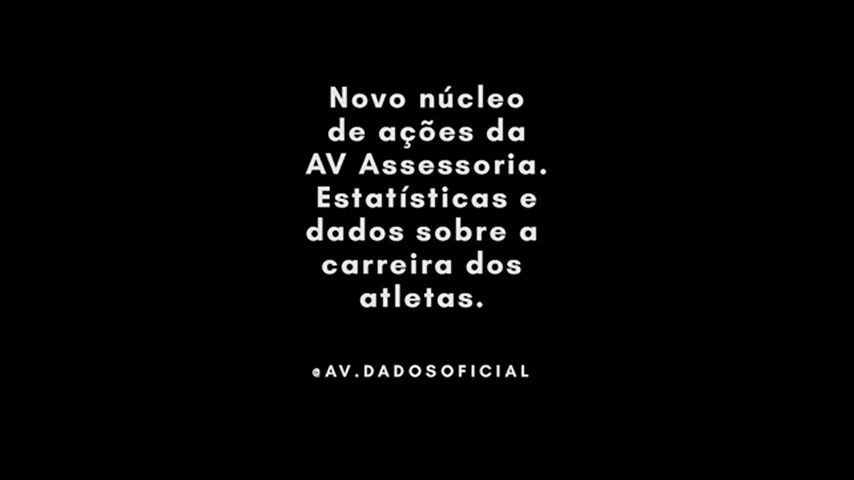 Novo núcleo
de ações da
AV Assessoria.
Estatísticas e
dados sobre a
carreira dos
atletas.
@AV.DADOSOFICIAL